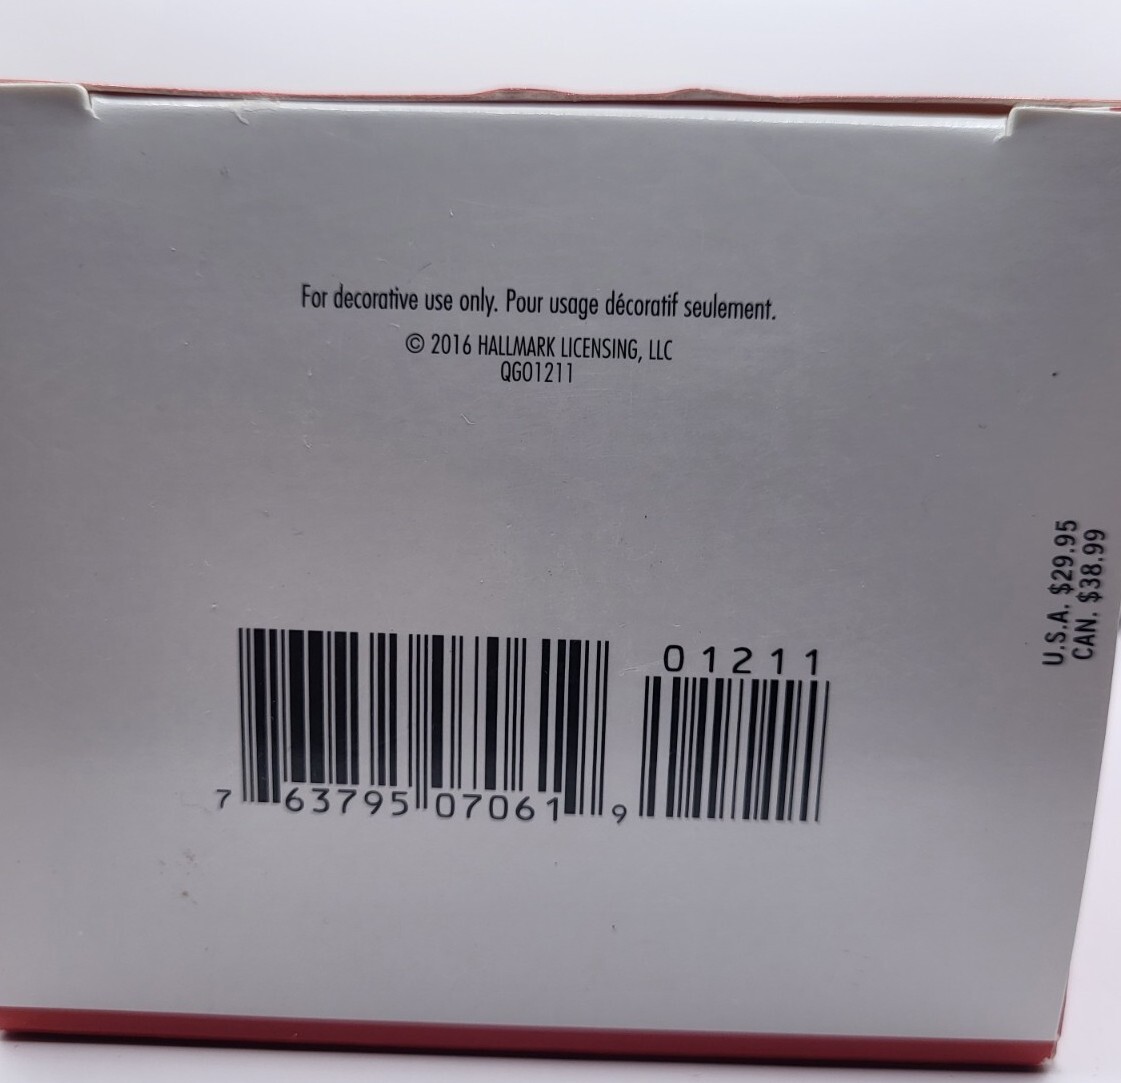 For decorative use only. Pour usage décoratif seulement.
© 2016 HALLMARK LICENSING, LLC
QGO1211
U.S.A. $29.95
CAN. $38.99
01211
7 63795 07061 9